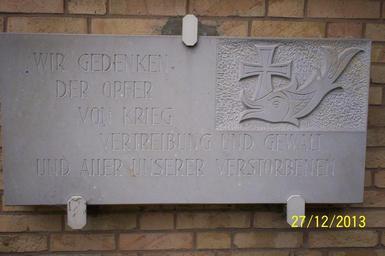 WIR GEDENKEN
DER OPFER
VON KRIEG
VERTREIBUNG UND GEWALT
UND ALLER UNSERER VERSTORBENEN
27/12/2013